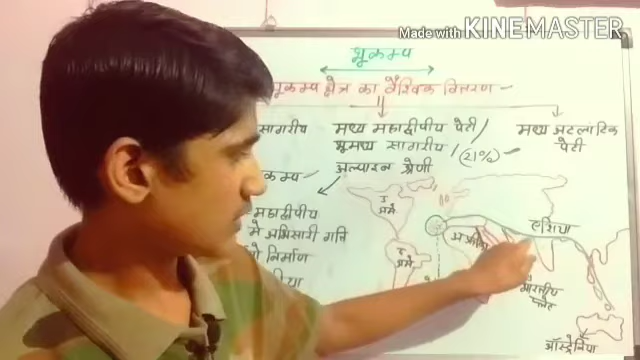 Made with KINEMASTER
भूकम्प
भूकम्प क्षेत्र का वैश्विक वितरण -
सागरीय
मध्य महाद्वीपीय पेटी/
भूमध्य सागरीय / (21%)
अल्पाइन श्रेणी
मध्य अटलांटिक
पेटी
कम्प -
महाद्वीपीय
मे अभिसारी गति
निर्माण
उ अमे.
द अमे.
एशिया
भारतीय
प्लेट
ऑस्ट्रेलिया